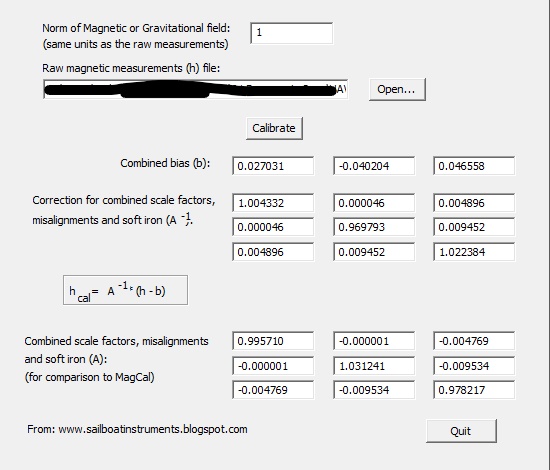 Norm of Magnetic or Gravitational field:
1
(same units as the raw measurements)
Raw magnetic measurements (h) file:
Open...
Calibrate
Combined bias (b): 0.027031 -0.040204 0.046558
Correction for combined scale factors, 1.004332 0.000046 0.004896
misalignments and soft iron (A -1): 0.000046 0.969793 0.009452
0.004896 0.009452 1.022384
h cal = A -1 * (h - b)
Combined scale factors, misalignments 0.995710 -0.000001 -0.004769
and soft iron (A): -0.000001 1.031241 -0.009534
(for comparison to MagCal) -0.004769 -0.009534 0.978217
From: www.sailboatinstruments.blogspot.com Quit